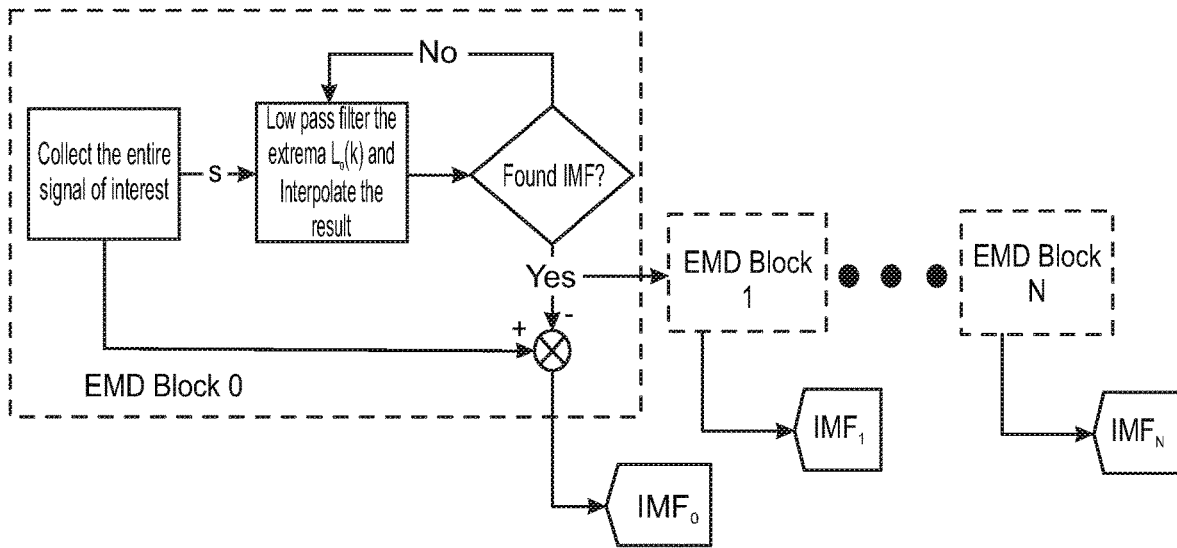 No
Collect the entire
signal of interest
s
Low pass filter the
extrema L₀(k) and
Interpolate the
result
Found IMF?
Yes
+
-
EMD Block 0
EMD Block
1
EMD Block
N
IMF₀
IMF₁
IMF_N